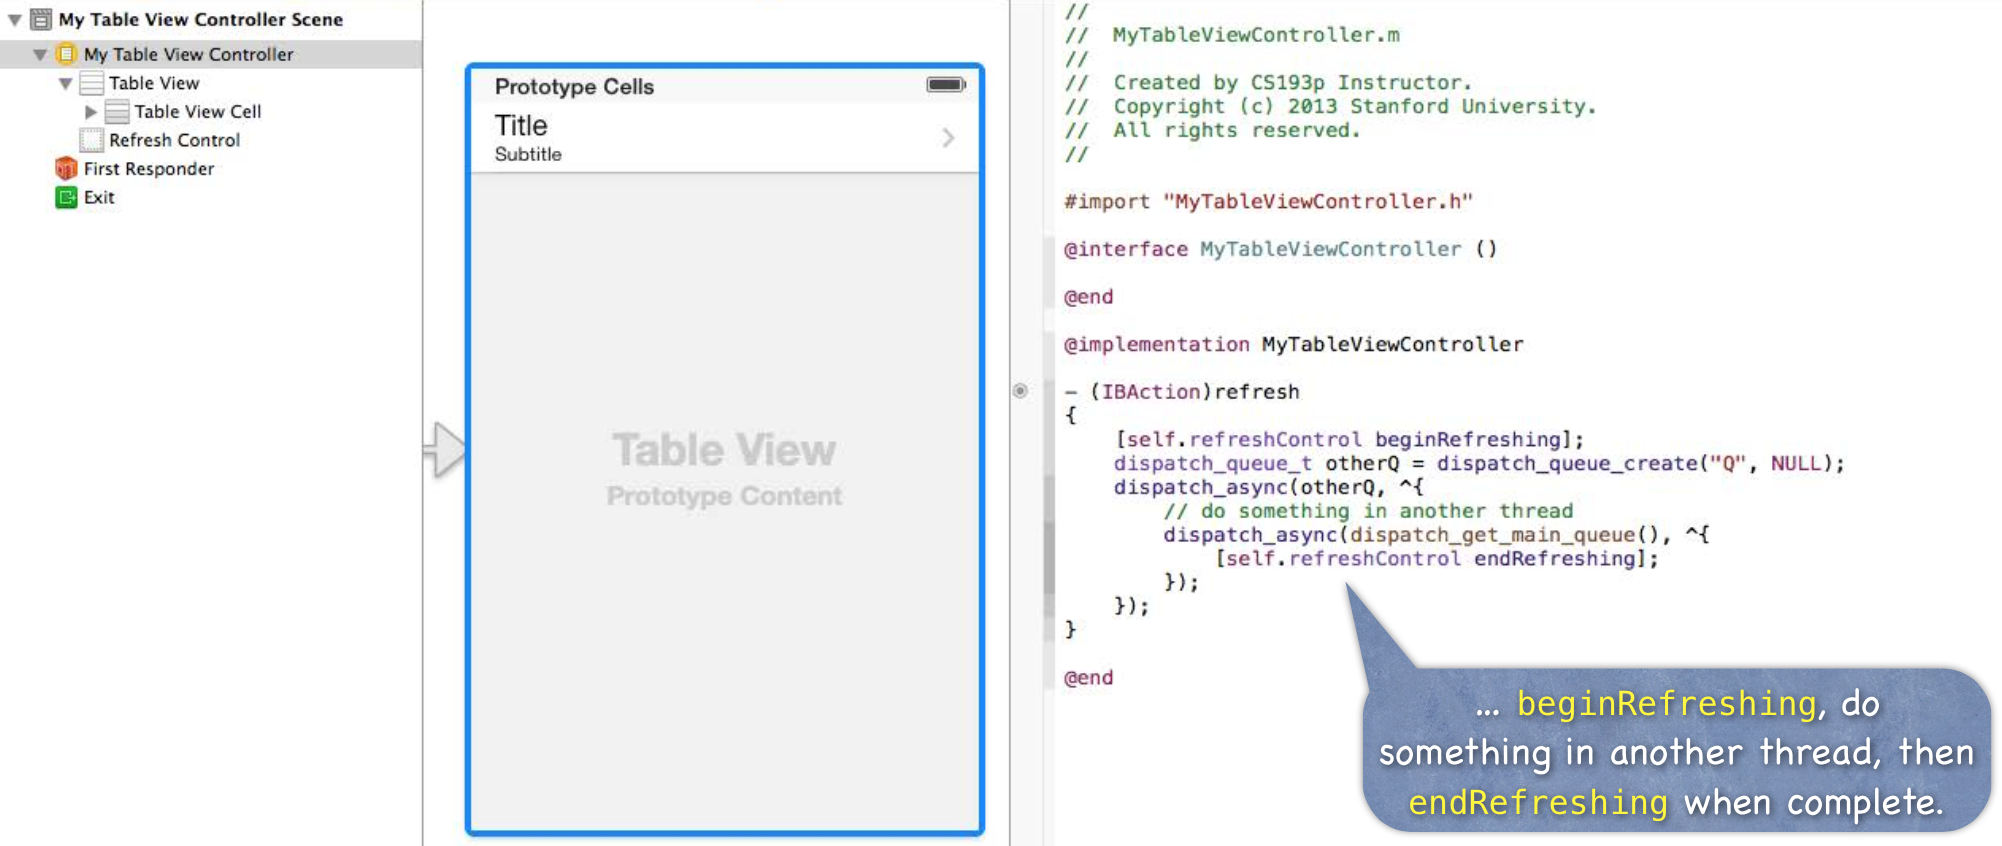 My Table View Controller Scene
My Table View Controller
Table View
Table View Cell
Refresh Control
First Responder
Exit
Prototype Cells
Title
Subtitle
Table View
Prototype Content
//
//  MyTableViewController.m
//
//  Created by CS193p Instructor.
//  Copyright (c) 2013 Stanford University.
//  All rights reserved.
//
#import "MyTableViewController.h"
@interface MyTableViewController ()
@end
@implementation MyTableViewController
- (IBAction)refresh
{
    [self.refreshControl beginRefreshing];
    dispatch_queue_t otherQ = dispatch_queue_create("Q", NULL);
    dispatch_async(otherQ, ^{
        // do something in another thread
        dispatch_async(dispatch_get_main_queue(), ^{
            [self.refreshControl endRefreshing];
        });
    });
}
@end
... beginRefreshing, do
something in another thread, then
endRefreshing when complete.